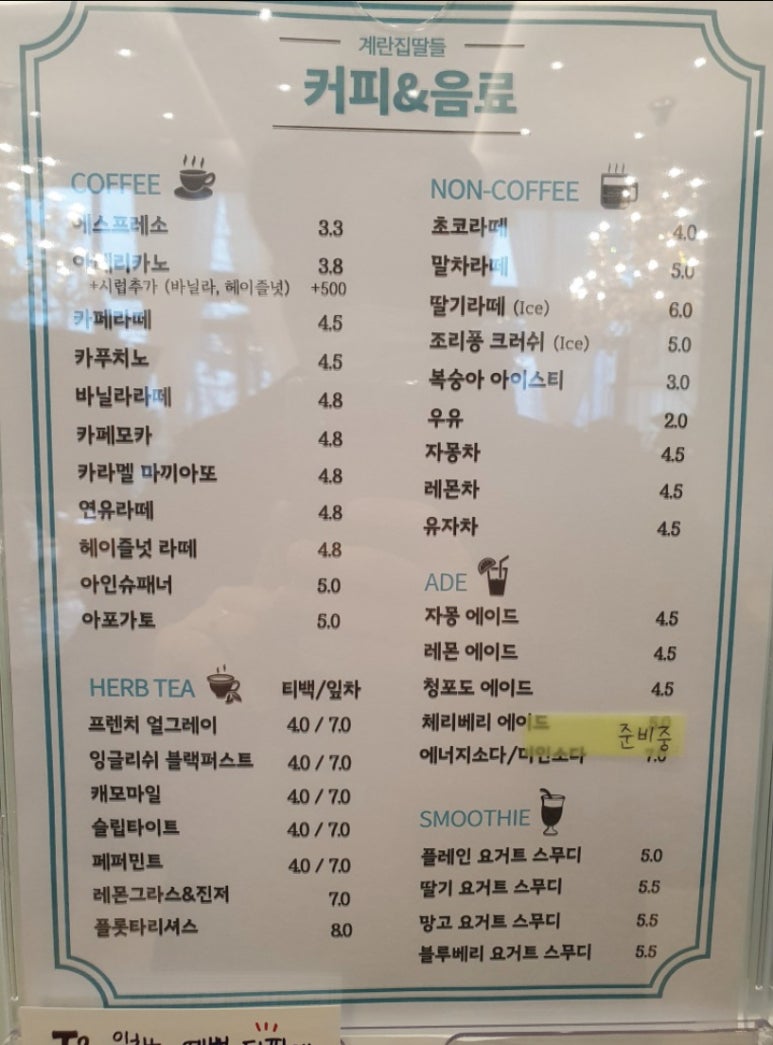 계란집딸들
커피&음료
COFFEE
에스프레소 3.3
아메리카노 3.8
+시럽추가 (바닐라, 헤이즐넛) +500
카페라떼 4.5
카푸치노 4.5
바닐라라떼 4.8
카페모카 4.8
카라멜 마끼아또 4.8
연유라떼 4.8
헤이즐넛 라떼 4.8
아인슈패너 5.0
아포가토 5.0
HERB TEA 티백/잎차
프렌치 얼그레이 4.0 / 7.0
잉글리쉬 블랙퍼스트 4.0 / 7.0
캐모마일 4.0 / 7.0
슬립타이트 4.0 / 7.0
페퍼민트 4.0 / 7.0
레몬그라스&진저 7.0
플롯타리셔스 8.0
NON-COFFEE
초코라떼 4.0
말차라떼 5.0
딸기라떼 (Ice) 6.0
조리퐁 크러쉬 (Ice) 5.0
복숭아 아이스티 3.0
우유 2.0
자몽차 4.5
레몬차 4.5
유자차 4.5
ADE
자몽 에이드 4.5
레몬 에이드 4.5
청포도 에이드 4.5
체리베리 에이드
준비중
에너지소다/미인소다 7.0
SMOOTHIE
플레인 요거트 스무디 5.0
딸기 요거트 스무디 5.5
망고 요거트 스무디 5.5
블루베리 요거트 스무디 5.5